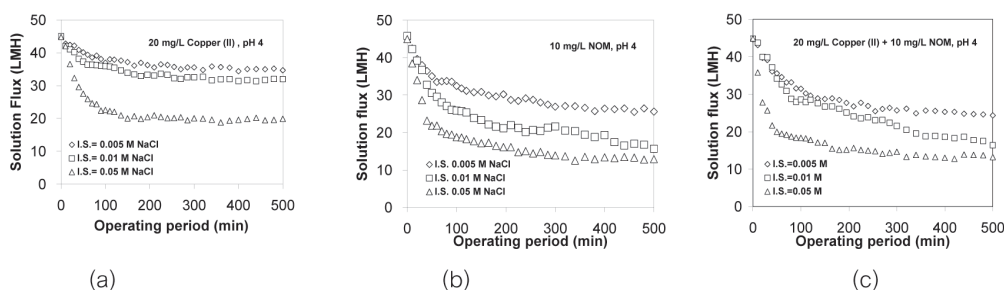 50
40
30
20
10
0
Solution Flux (LMH)
20 mg/L Copper (II) , pH 4
◇ I.S.= 0.005 M NaCl
□ I.S.= 0.01 M NaCl
△ I.S.= 0.05 M NaCl
0 100 200 300 400 500
Operating period (min)
(a)
50
40
30
20
10
0
Solution flux (LMH)
10 mg/L NOM, pH 4
◇ I.S. 0.005 M NaCl
□ I.S. 0.01 M NaCl
△ I.S. 0.05 M NaCl
0 100 200 300 400 500
Operating period (min)
(b)
50
40
30
20
10
0
Solution flux (LMH)
20 mg/L Copper (II) + 10 mg/L NOM, pH 4
◇ I.S.=0.005 M
□ I.S.=0.01 M
△ I.S.=0.05 M
0 100 200 300 400 500
Operating period (min)
(c)